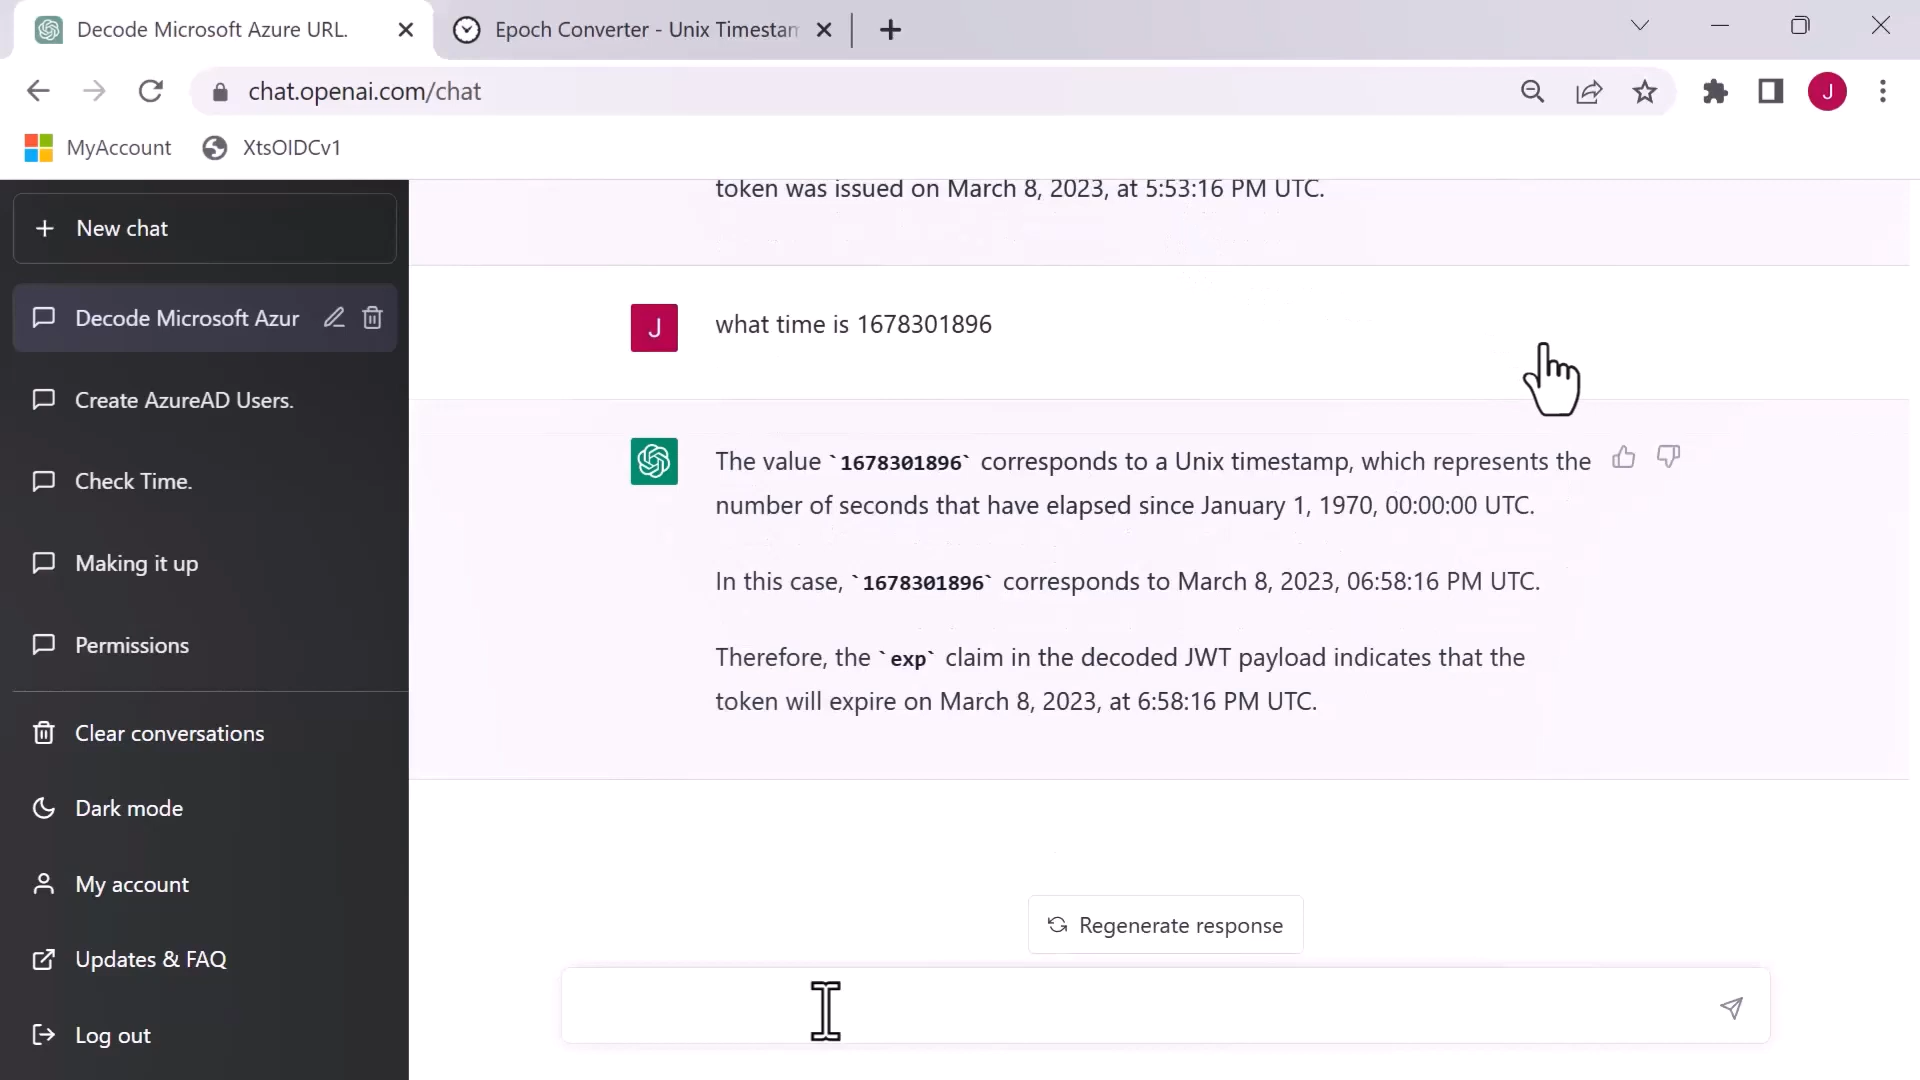 Decode Microsoft Azure URL.
Epoch Converter - Unix Timestam
chat.openai.com/chat
J
MyAccount
XtsOIDCv1
New chat
Decode Microsoft Azur
Create AzureAD Users.
Check Time.
Making it up
Permissions
Clear conversations
Dark mode
My account
Updates & FAQ
Log out
token was issued on March 8, 2023, at 5:53:16 PM UTC.
J
what time is 1678301896
The value `1678301896` corresponds to a Unix timestamp, which represents the
number of seconds that have elapsed since January 1, 1970, 00:00:00 UTC.
In this case, `1678301896` corresponds to March 8, 2023, 06:58:16 PM UTC.
Therefore, the `exp` claim in the decoded JWT payload indicates that the
token will expire on March 8, 2023, at 6:58:16 PM UTC.
Regenerate response